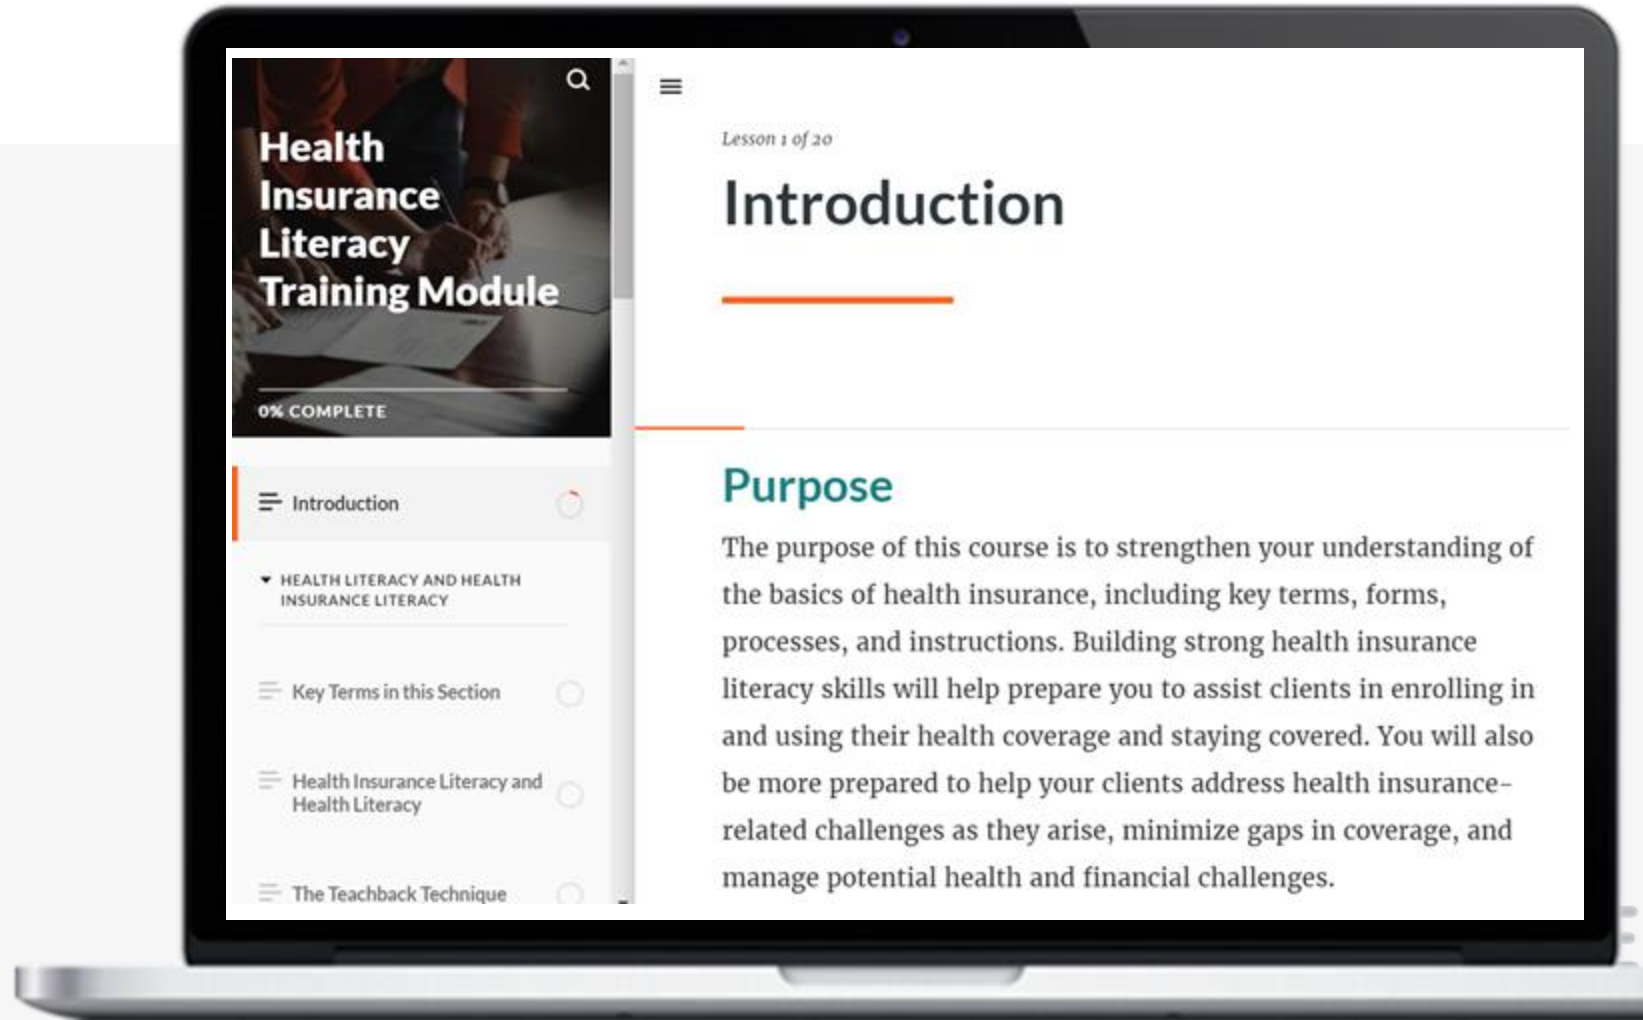 Health
Insurance
Literacy
Training Module
0% COMPLETE
Introduction
HEALTH LITERACY AND HEALTH
INSURANCE LITERACY
Key Terms in this Section
Health Insurance Literacy and
Health Literacy
The Teachback Technique
Lesson 1 of 20
Introduction
Purpose
The purpose of this course is to strengthen your understanding of
the basics of health insurance, including key terms, forms,
processes, and instructions. Building strong health insurance
literacy skills will help prepare you to assist clients in enrolling in
and using their health coverage and staying covered. You will also
be more prepared to help your clients address health insurance-
related challenges as they arise, minimize gaps in coverage, and
manage potential health and financial challenges.